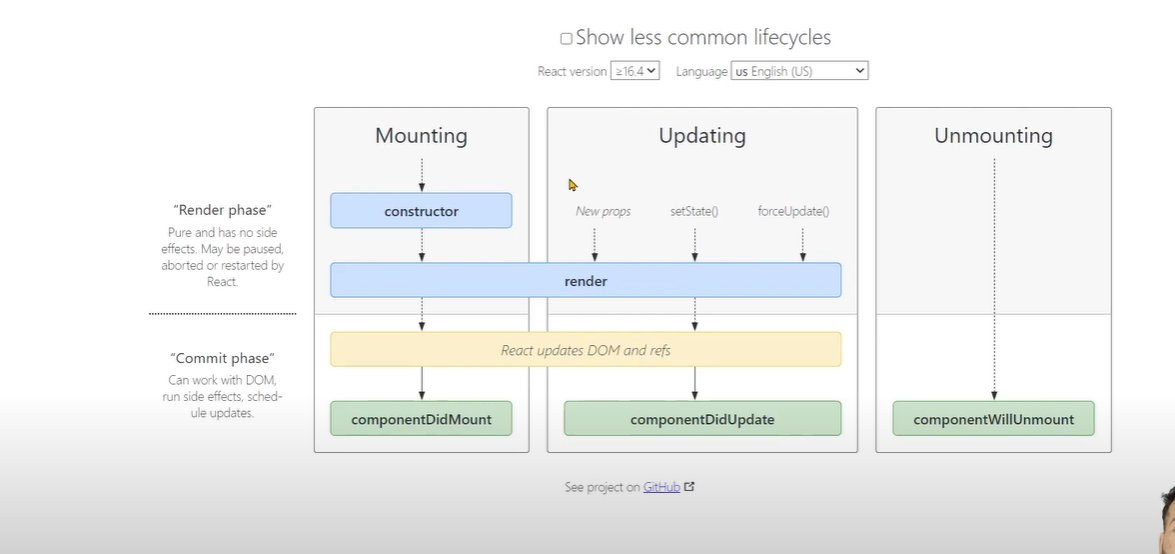 Show less common lifecycles
React version ≥16.4 Language us English (US)
Mounting
Updating
Unmounting
"Render phase"
Pure and has no side
effects. May be paused,
aborted or restarted by
React.
constructor
New props
setState()
forceUpdate()
render
"Commit phase"
Can work with DOM,
run side effects, sched-
ule updates.
React updates DOM and refs
componentDidMount
componentDidUpdate
componentWillUnmount
See project on GitHub